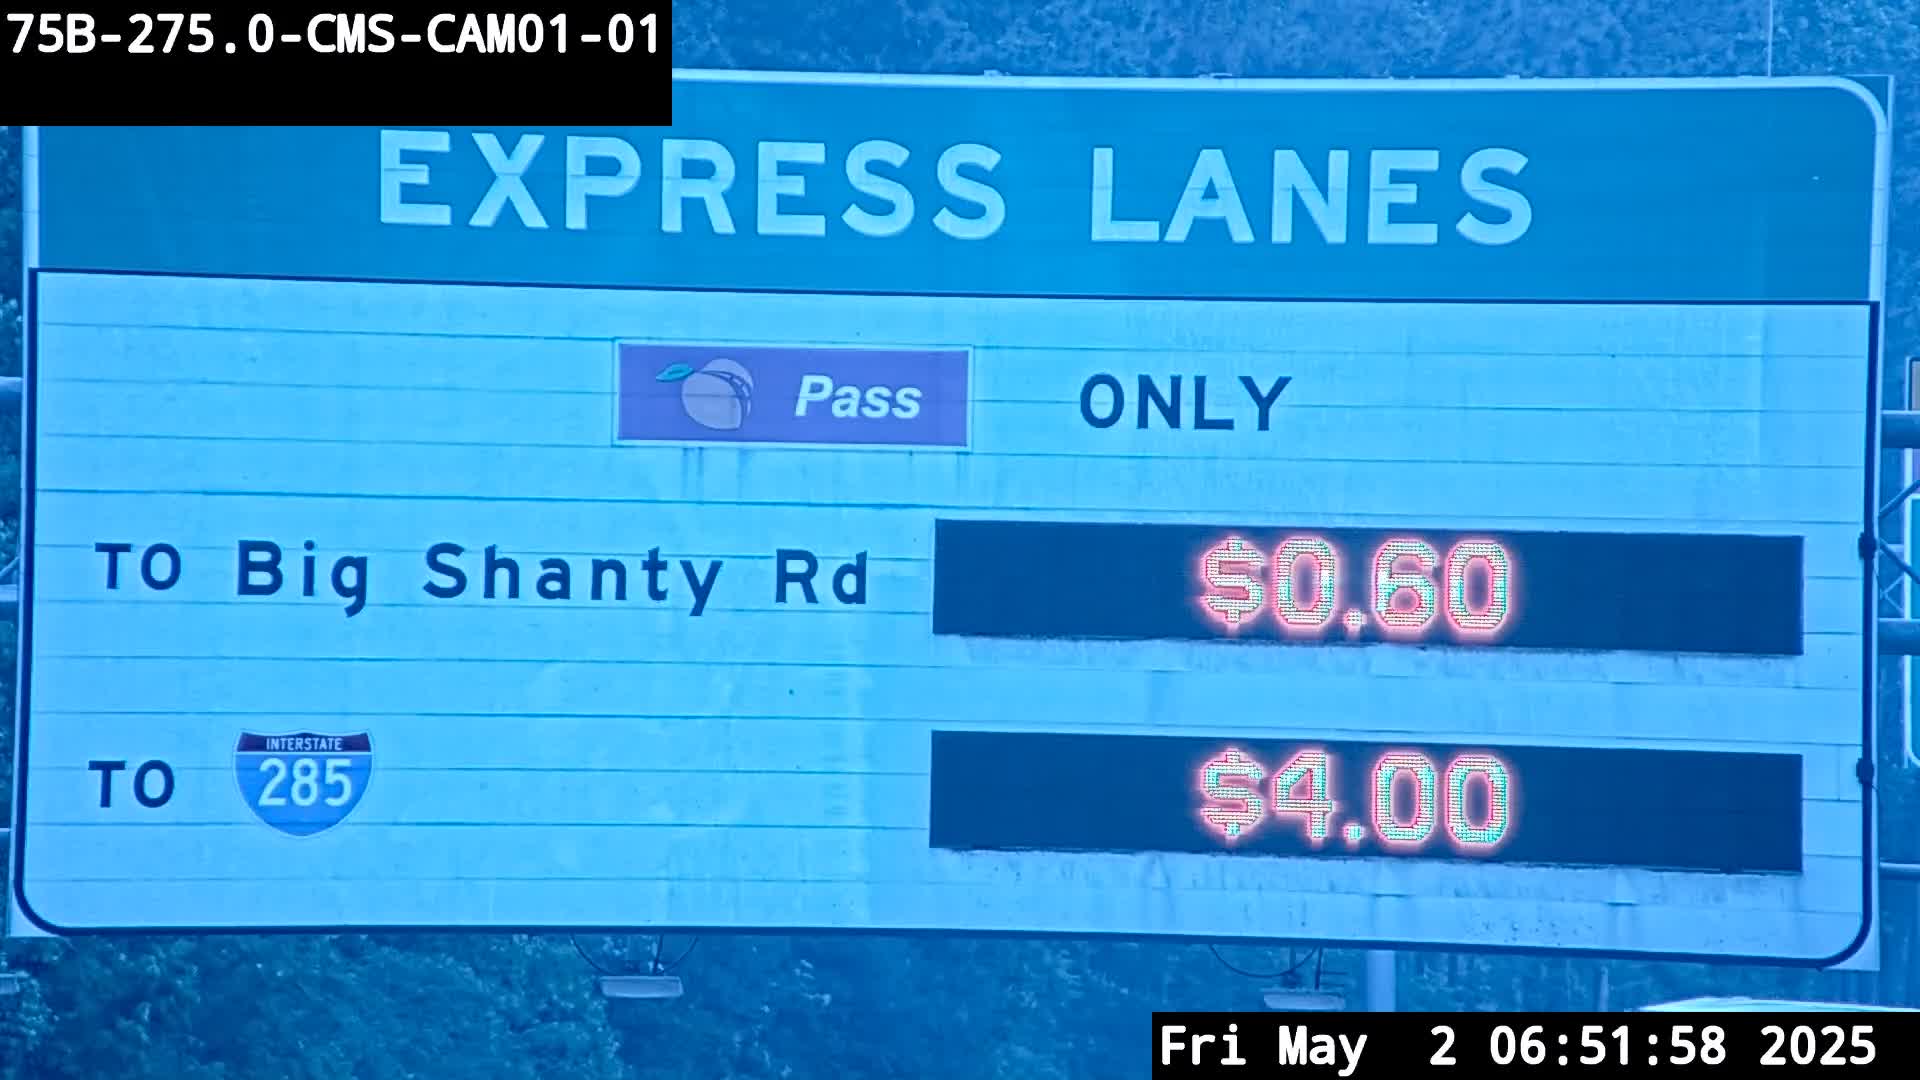 75B-275.0-CMS-CAM01-01
EXPRESS LANES
Pass ONLY
TO Big Shanty Rd $0.60
INTERSTATE
TO 285 $4.00
Fri May  2 06:51:58 2025